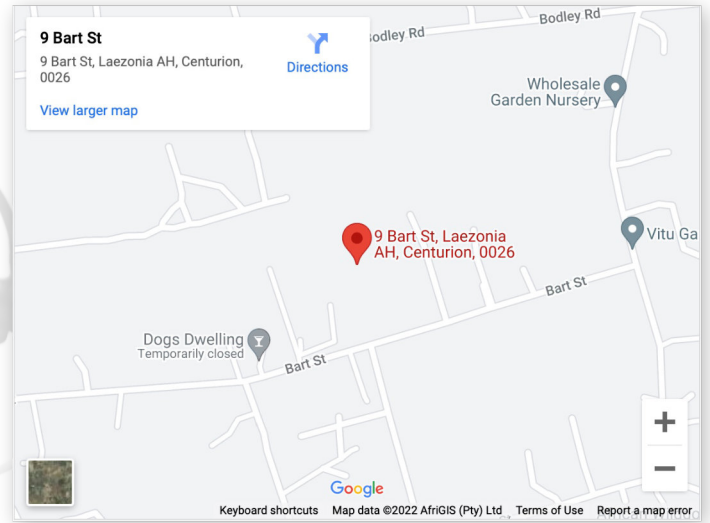 9 Bart St
9 Bart St, Laezonia AH, Centurion,
0026
Directions
View larger map
odley Rd
Bodley Rd
Wholesale
Garden Nursery
9 Bart St, Laezonia
AH, Centurion, 0026
Vitu Ga
Bart St
Dogs Dwelling
Temporarily closed
Bart St
Google
Keyboard shortcuts Map data ©2022 AfriGIS (Pty) Ltd Terms of Use Report a map error